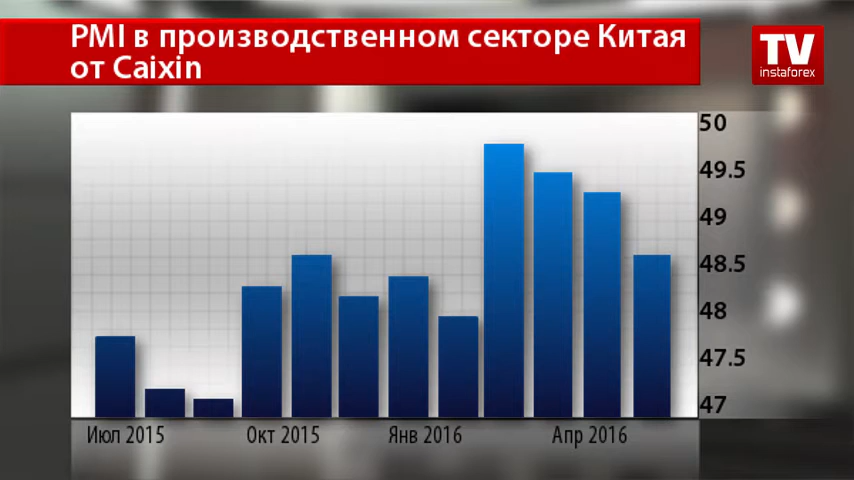 PMI в производственном секторе Китая
от Caixin
TV
instaforex
50
49.5
49
48.5
48
47.5
47
Июл 2015
Окт 2015
Янв 2016
Апр 2016